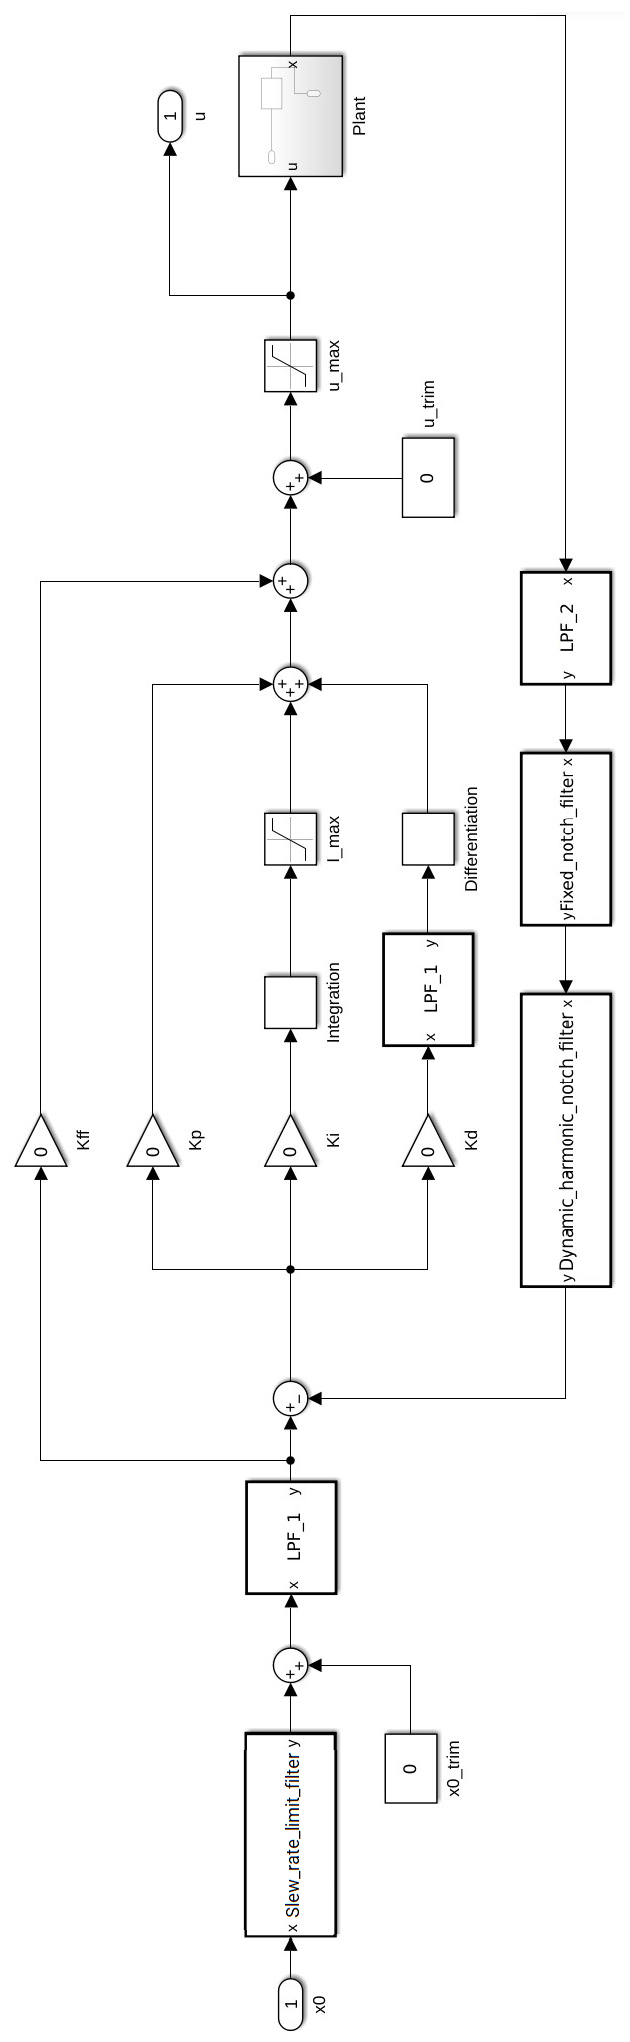 1
x0
x Slew_rate_limit_filter y
0
x0_trim
+
+
x LPF_1 y
+
−
0
Kff
0
Kp
0
Ki
0
Kd
Integration
x LPF_1 y
I_max
Differentiation
+
+
+
+
+
+
+
0
u_trim
u_max
1
u
u x
Plant
y LPF_2 x
y Fixed_notch_filter x
y Dynamic_harmonic_notch_filter x